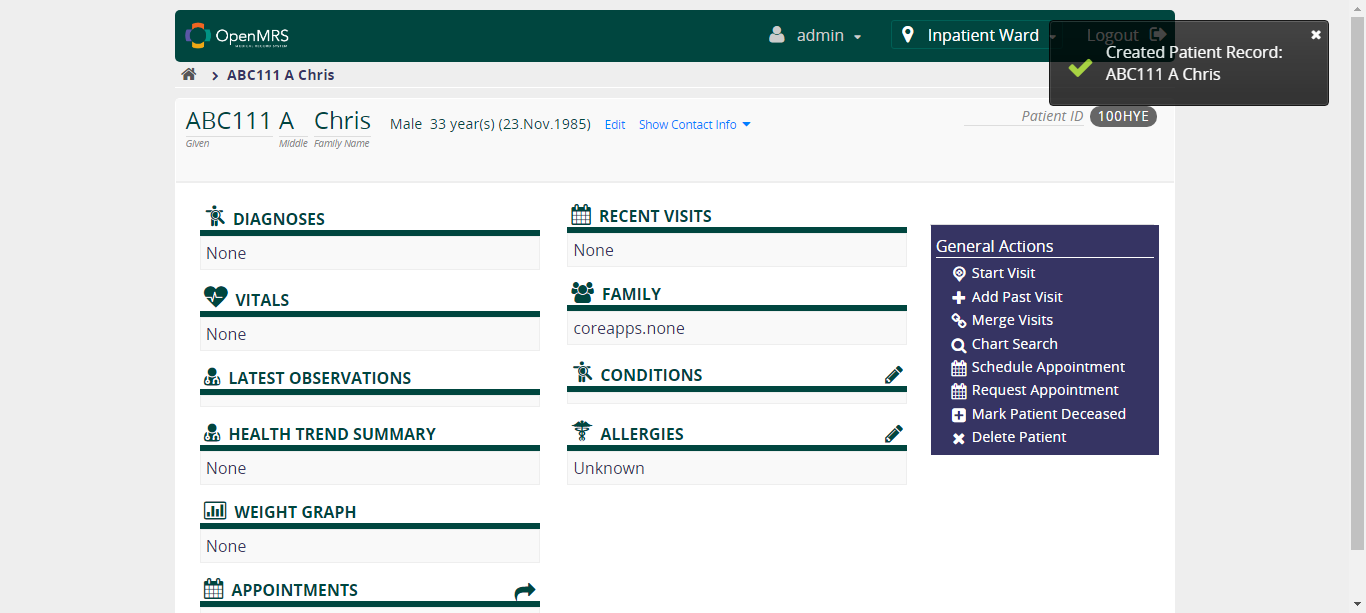 OpenMRS
admin
Inpatient Ward
Logout
Created Patient Record:
ABC111 A Chris
ABC111 A Chris
ABC111 A Chris
Given Middle Family Name
Male 33 year(s) (23.Nov.1985) Edit Show Contact Info
Patient ID 100HYE
DIAGNOSES
None
VITALS
None
LATEST OBSERVATIONS
HEALTH TREND SUMMARY
None
WEIGHT GRAPH
None
APPOINTMENTS
RECENT VISITS
None
FAMILY
coreapps.none
CONDITIONS
ALLERGIES
Unknown
General Actions
Start Visit
Add Past Visit
Merge Visits
Chart Search
Schedule Appointment
Request Appointment
Mark Patient Deceased
Delete Patient